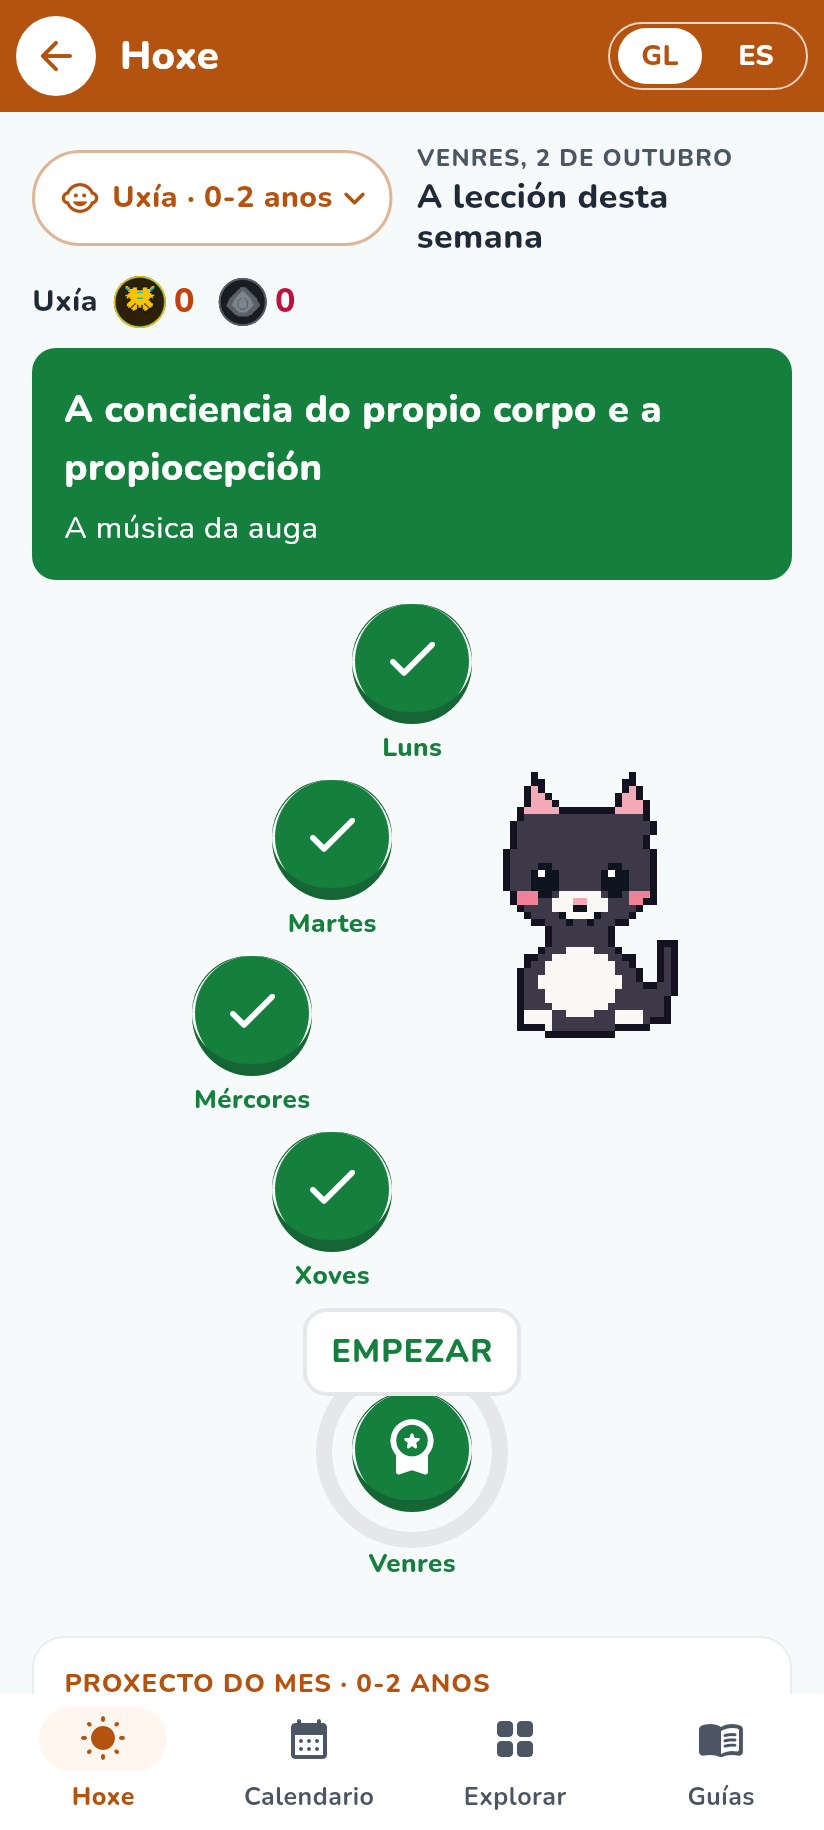 Hoxe
GL
ES
Uxía · 0-2 anos
VENRES, 2 DE OUTUBRO
A lección desta
semana
Uxía
0
0
A conciencia do propio corpo e a
propiocepción
A música da auga
Luns
Martes
Mércores
Xoves
EMPEZAR
Venres
PROXECTO DO MES · 0-2 ANOS
Hoxe
Calendario
Explorar
Guías